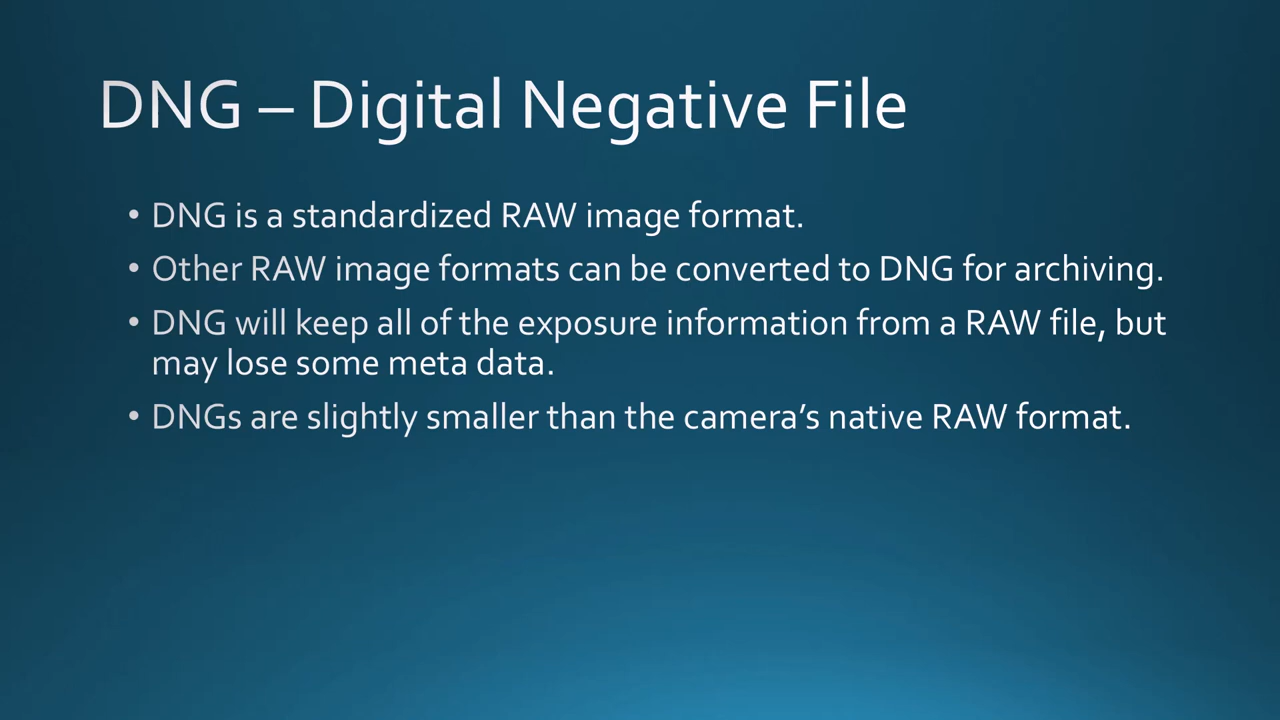 DNG – Digital Negative File
• DNG is a standardized RAW image format.
• Other RAW image formats can be converted to DNG for archiving.
• DNG will keep all of the exposure information from a RAW file, but
may lose some meta data.
• DNGs are slightly smaller than the camera’s native RAW format.